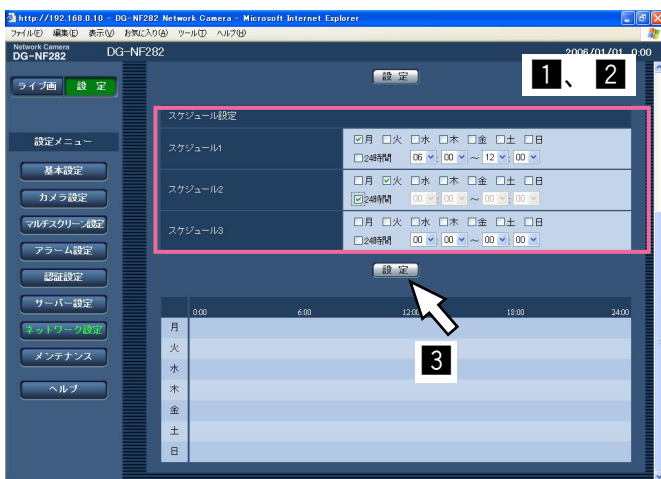 http://192.168.0.10 - DG-NF282 Network Camera - Microsoft Internet Explorer
ファイル(F) 編集(E) 表示(V) お気に入り(A) ツール(T) ヘルプ(H)
Network Camera
DG-NF282
DG-NF282
2006/01/01 0:00
1、 2
ライブ画 設 定
設 定
スケジュール設定
設定メニュー
スケジュール1
月 火 水 木 金 土 日
24時間 06 : 00 ～ 12 : 00
基本設定
スケジュール2
月 火 水 木 金 土 日
24時間 00 : 00 ～ 00 : 00
カメラ設定
マルチスクリーン設定
スケジュール3
月 火 水 木 金 土 日
24時間 00 : 00 ～ 00 : 00
アラーム設定
認証設定
設 定
サーバー設定
ネットワーク設定
メンテナンス
ヘルプ
0:00 6:00 12:00 18:00 24:00
3
月
火
水
木
金
土
日